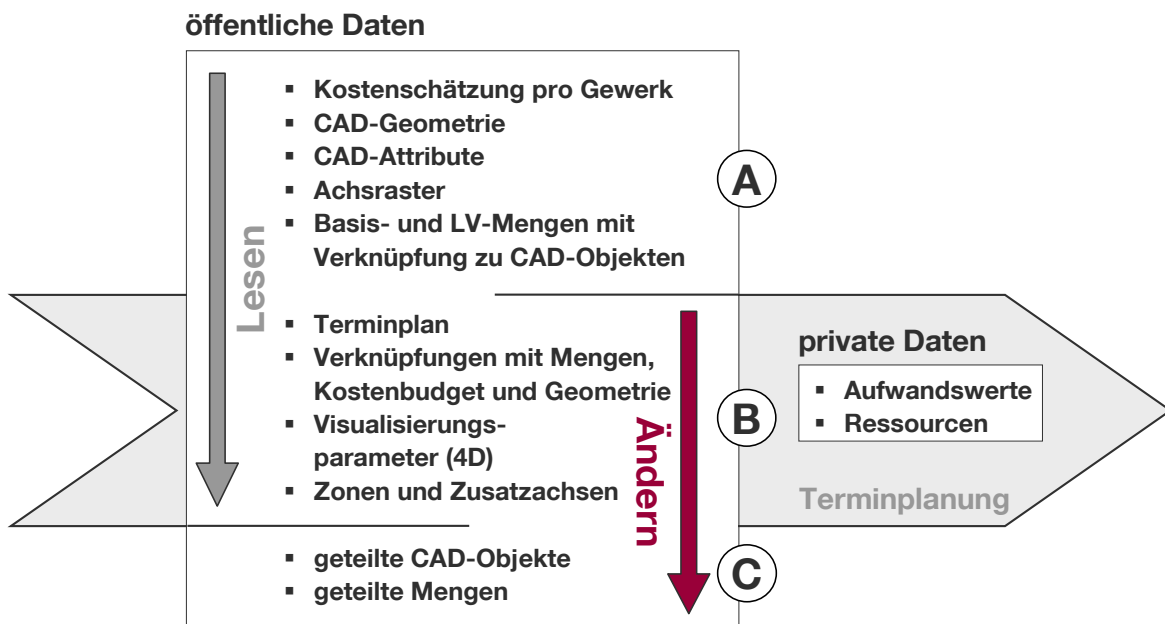 öffentliche Daten
▪ Kostenschätzung pro Gewerk
▪ CAD-Geometrie
▪ CAD-Attribute
▪ Achsraster
▪ Basis- und LV-Mengen mit
Verknüpfung zu CAD-Objekten
A
Lesen
▪ Terminplan
▪ Verknüpfungen mit Mengen,
Kostenbudget und Geometrie
▪ Visualisierungs-
parameter (4D)
▪ Zonen und Zusatzachsen
Ändern
B
private Daten
▪ Aufwandswerte
▪ Ressourcen
Terminplanung
▪ geteilte CAD-Objekte
▪ geteilte Mengen
C